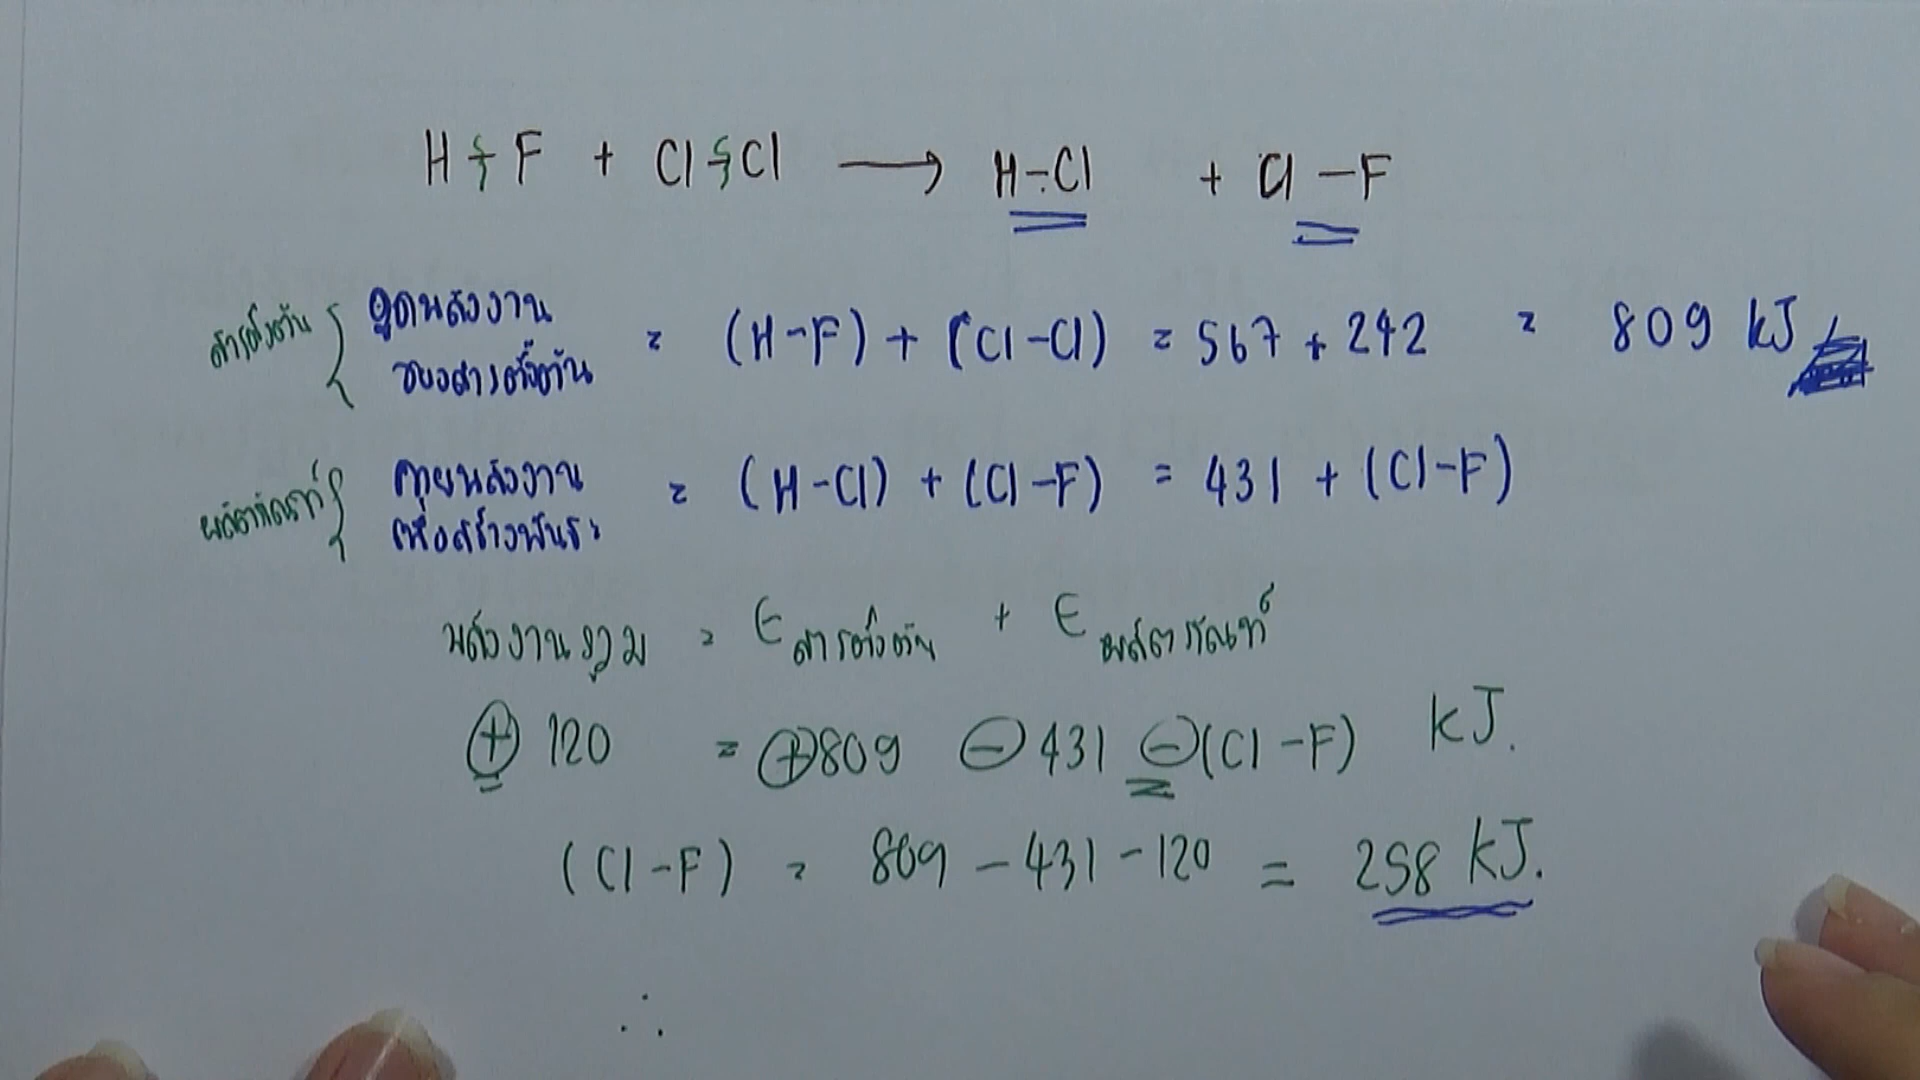 H-F + Cl-Cl → H-Cl + Cl-F
สารตั้งต้น { ดูดพลังงาน
ของสารตั้งต้น = (H-F) + (Cl-Cl) = 567 + 242 = 809 kJ
ผลิตภัณฑ์ { คายพลังงาน
เพื่อสร้างพันธะ = (H-Cl) + (Cl-F) = 431 + (Cl-F)
พลังงานรวม = E สารตั้งต้น + E ผลิตภัณฑ์
⊕ 120 = ⊕809 ⊖431 ⊖(Cl-F) kJ.
(Cl-F) = 809 - 431 - 120 = 258 kJ.
∴